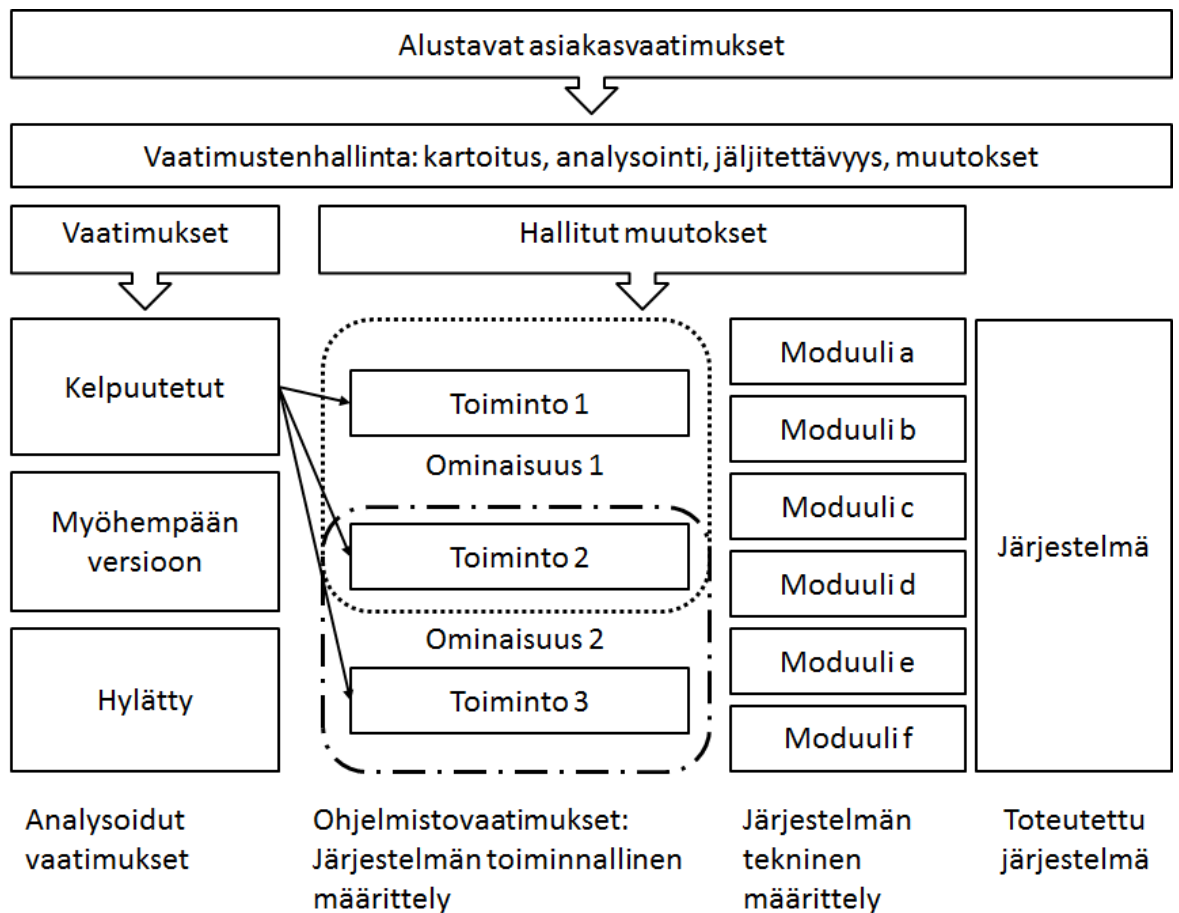 Alustavat asiakasvaatimukset
Vaatimustenhallinta: kartoitus, analysointi, jäljitettävyys, muutokset
Vaatimukset
Hallitut muutokset
Kelpuutetut
Myöhempään
versioon
Hylätty
Toiminto 1
Ominaisuus 1
Toiminto 2
Ominaisuus 2
Toiminto 3
Moduuli a
Moduuli b
Moduuli c
Moduuli d
Moduuli e
Moduuli f
Järjestelmä
Analysoidut
vaatimukset
Ohjelmistovaatimukset:
Järjestelmän toiminnallinen
määrittely
Järjestelmän
tekninen
määrittely
Toteutettu
järjestelmä